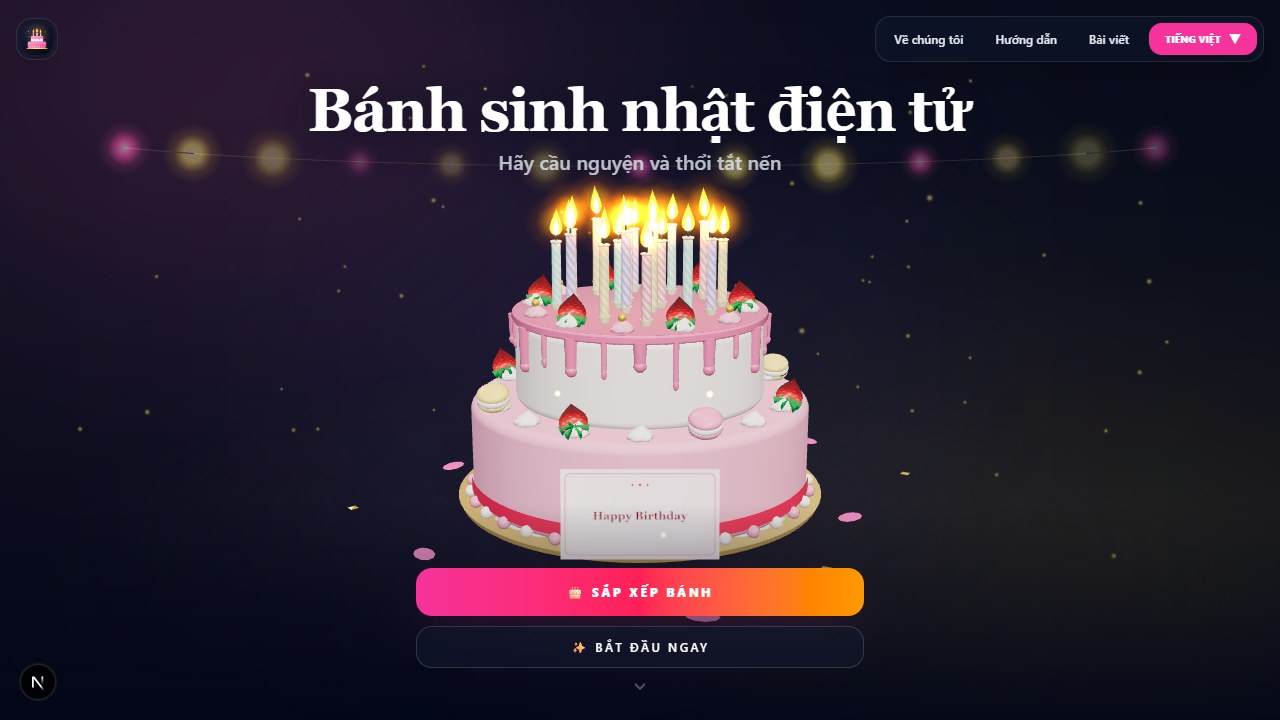 Về chúng tôi
Hướng dẫn
Bài viết
TIẾNG VIỆT ▼
Bánh sinh nhật điện tử
Hãy cầu nguyện và thổi tắt nến
Happy Birthday
🎂 SẮP XẾP BÁNH
✨ BẮT ĐẦU NGAY
N